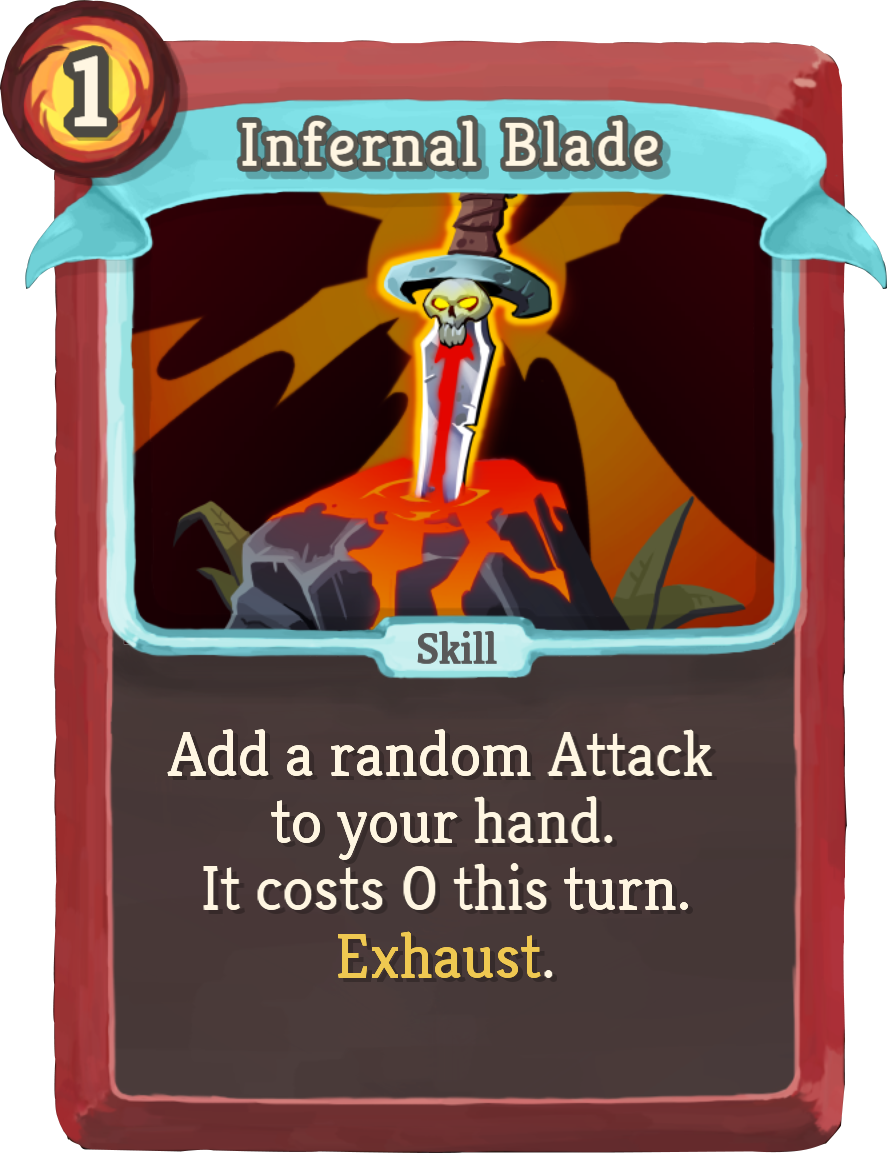 1
Infernal Blade
Skill
Add a random Attack
to your hand.
It costs 0 this turn.
Exhaust.